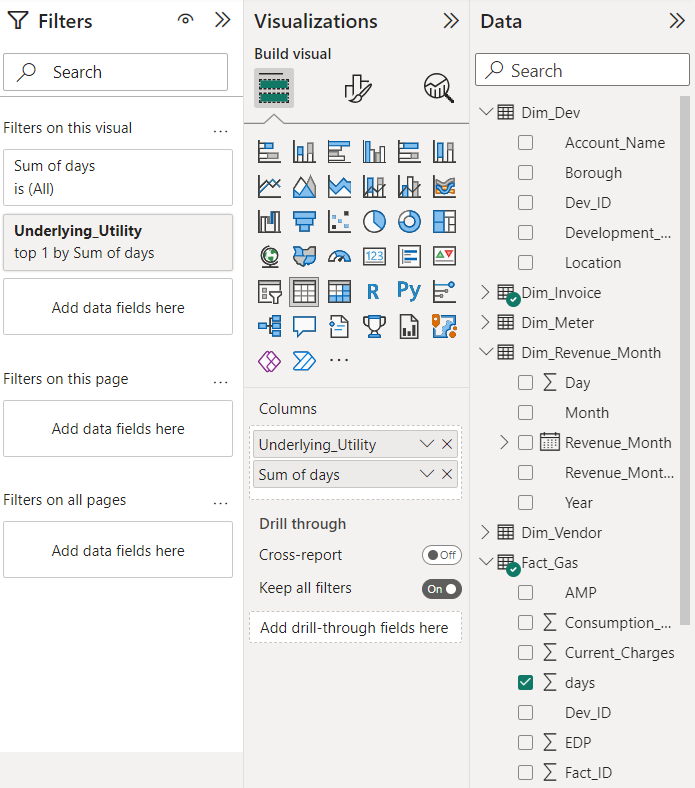 Filters
Search
Filters on this visual
...
Sum of days
is (All)
Underlying_Utility
top 1 by Sum of days
Add data fields here
Filters on this page
...
Add data fields here
Filters on all pages
...
Add data fields here
Visualizations
Build visual
123
R
Py
...
Columns
Underlying_Utility
Sum of days
Drill through
Cross-report
Off
Keep all filters
On
Add drill-through fields here
Data
Search
Dim_Dev
Account_Name
Borough
Dev_ID
Development_...
Location
Dim_Invoice
Dim_Meter
Dim_Revenue_Month
Day
Month
Revenue_Month
Revenue_Mont...
Year
Dim_Vendor
Fact_Gas
AMP
Consumption_...
Current_Charges
days
Dev_ID
EDP
Fact_ID